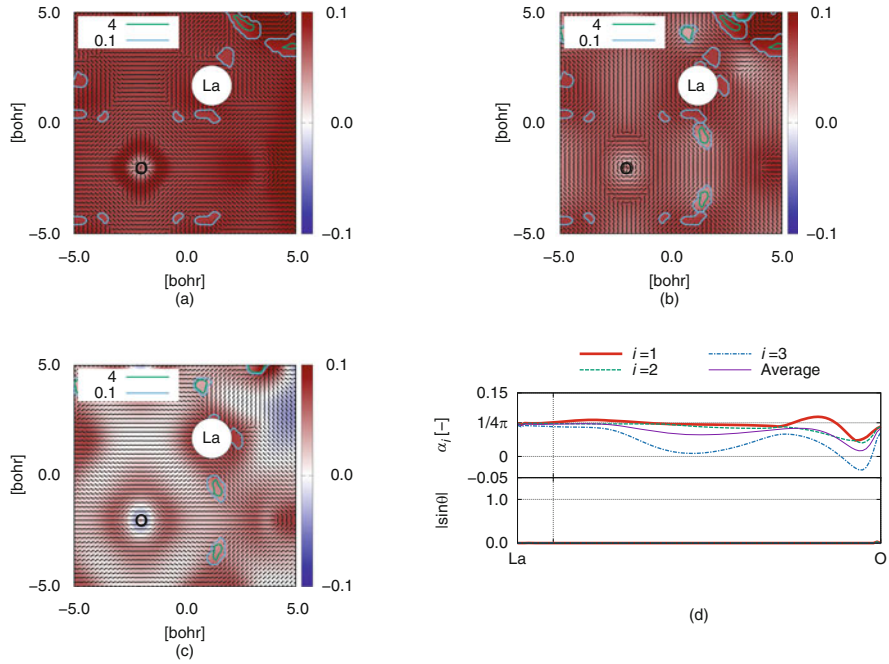 5.0
0.0
−5.0
[bohr]
4
0.1
La
O
0.1
0.0
−0.1
−5.0 0.0 5.0
[bohr]
(a)
5.0
0.0
−5.0
[bohr]
4
0.1
La
O
0.1
0.0
−0.1
−5.0 0.0 5.0
[bohr]
(b)
5.0
0.0
−5.0
[bohr]
4
0.1
La
O
0.1
0.0
−0.1
−5.0 0.0 5.0
[bohr]
(c)
i =1
i =2
i =3
Average
0.15
1/4π
0
−0.05
αi [−]
1.0
0.0
|sinθ|
La O
(d)